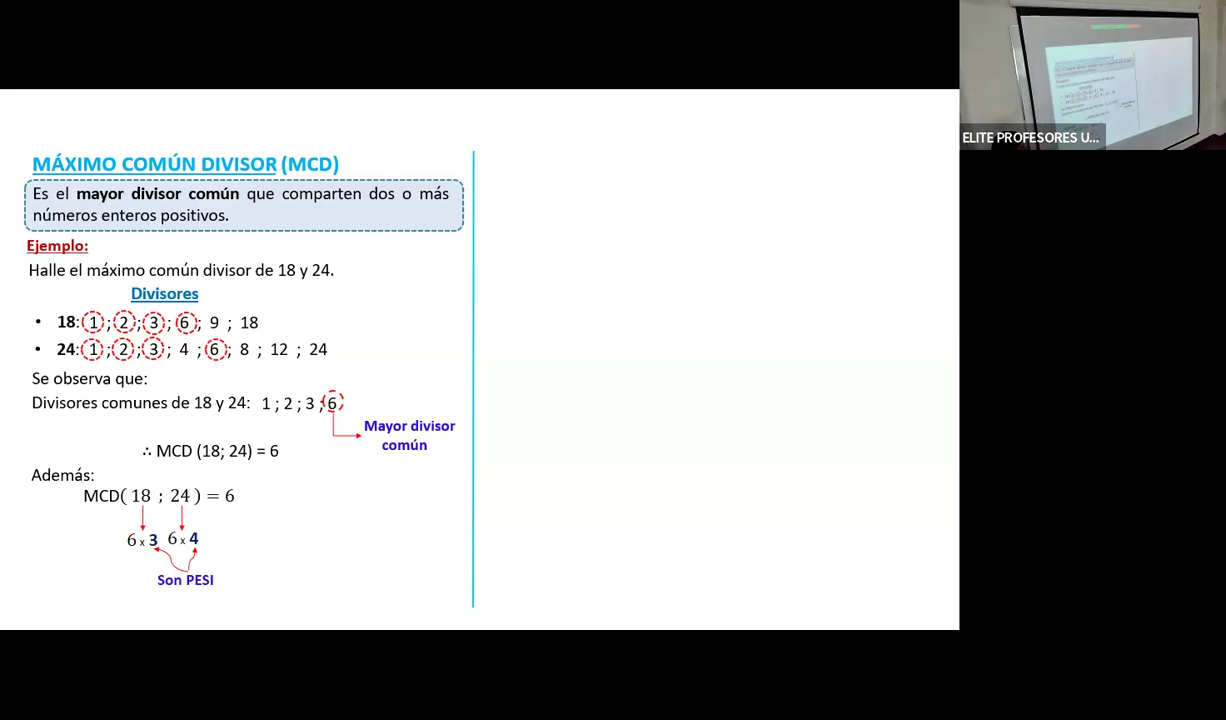 MÁXIMO COMÚN DIVISOR (MCD)
Es el mayor divisor común que comparten dos o más
números enteros positivos.
Ejemplo:
Halle el máximo común divisor de 18 y 24.
Divisores
• 18: 1 ; 2 ; 3 ; 6 ; 9 ; 18
• 24: 1 ; 2 ; 3 ; 4 ; 6 ; 8 ; 12 ; 24
Se observa que:
Divisores comunes de 18 y 24: 1 ; 2 ; 3 ; 6
Mayor divisor
común
∴ MCD (18; 24) = 6
Además:
MCD( 18 ; 24 ) = 6
6 x 3 6 x 4
Son PESI
ELITE PROFESORES U...